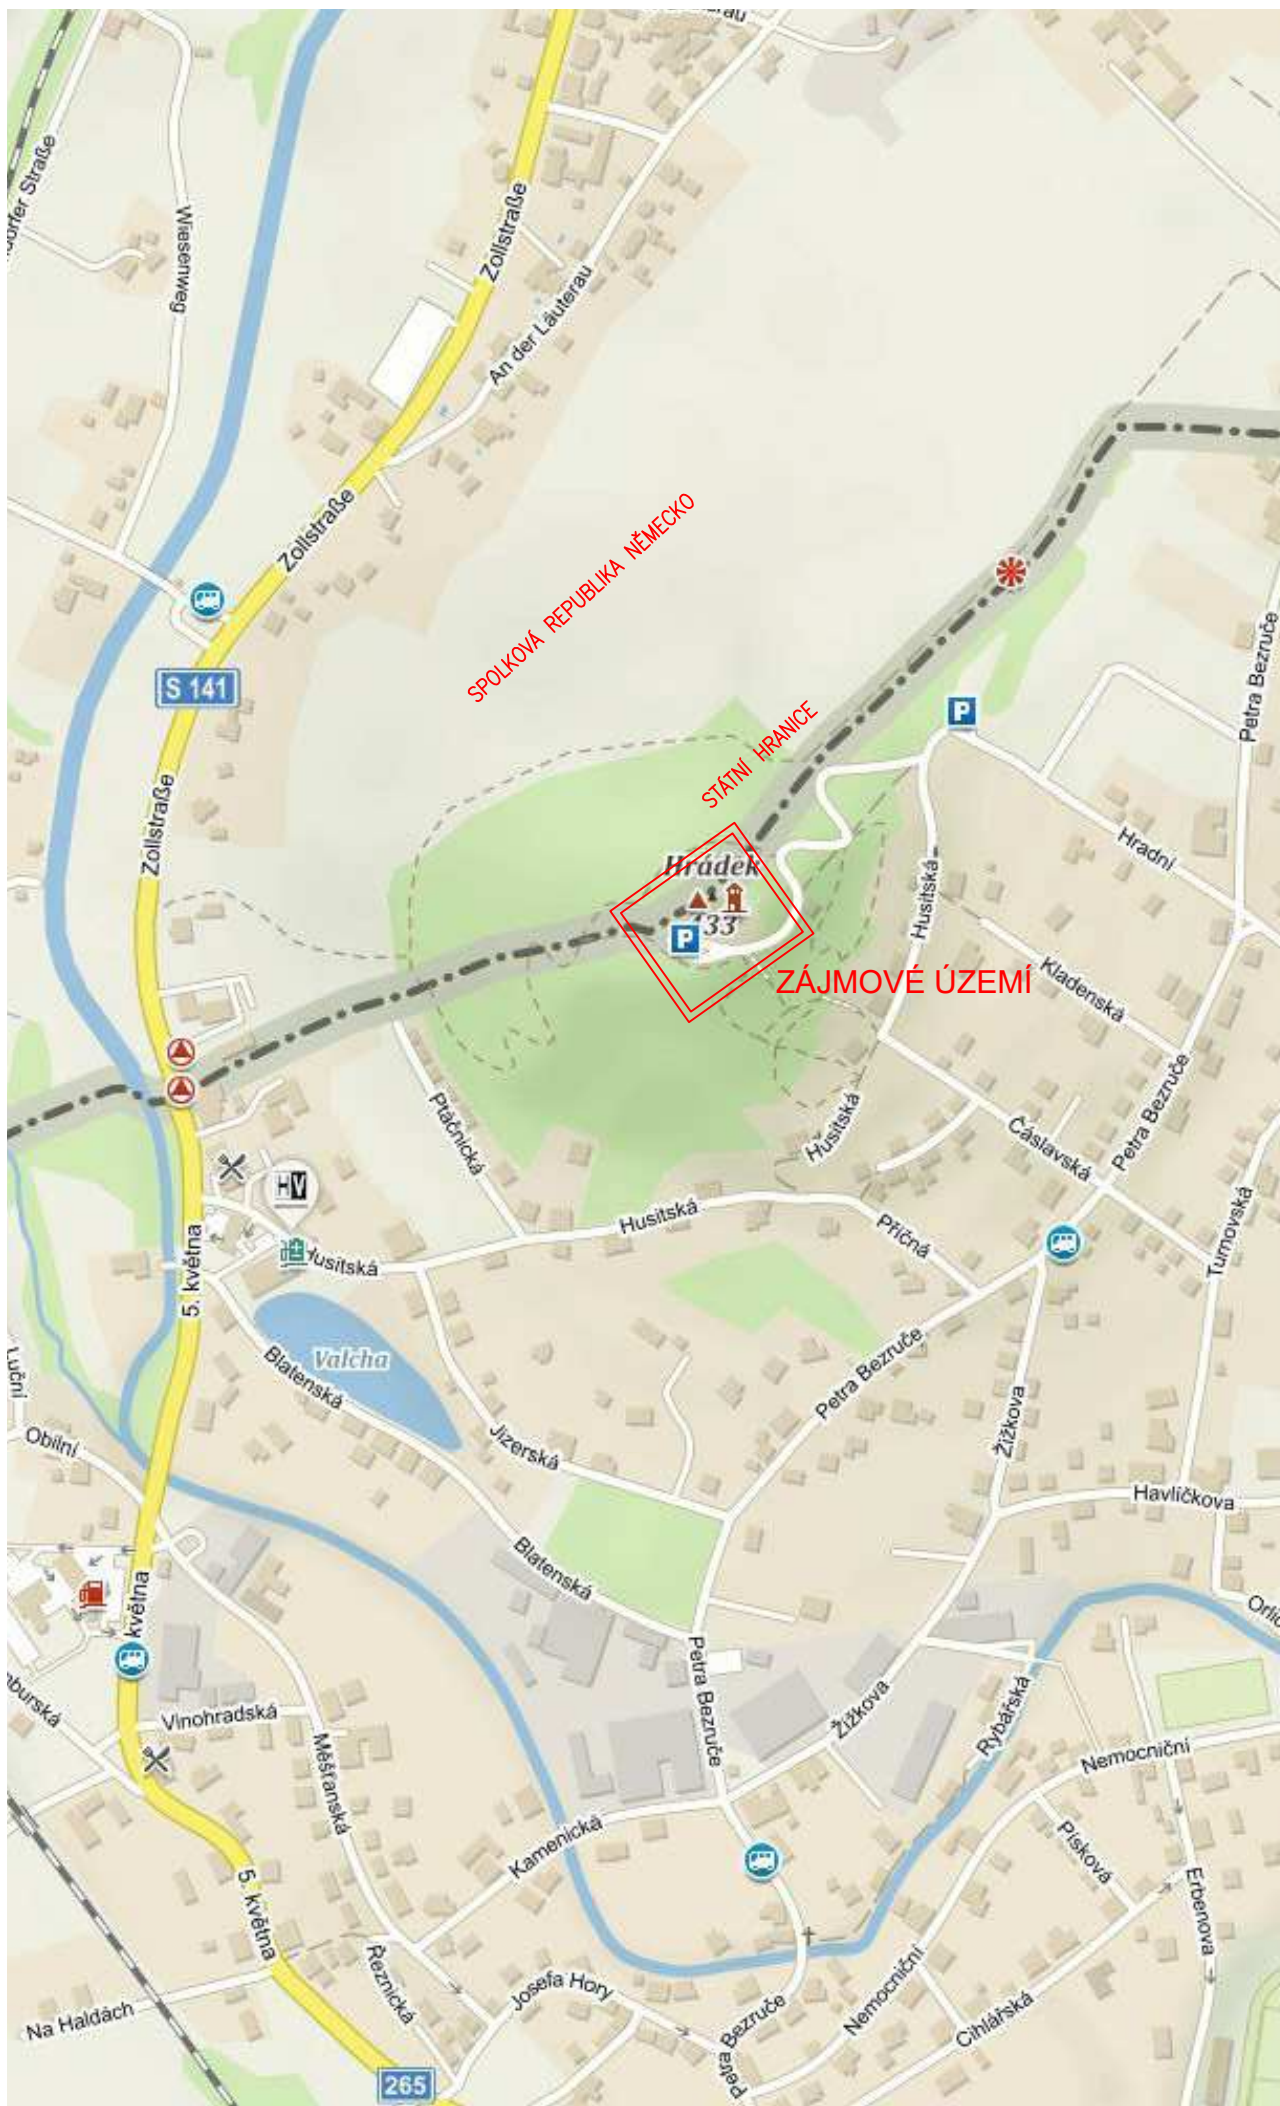 Wiesenweg
Zollstraße
An der Läuterau
Zollstraße
SPOLKOVÁ REPUBLIKA NĚMECKO
S 141
Petra Bezruče
P
STÁTNÍ HRANICE
Zollstraße
Hradní
Hrádek
433
P
Husitská
ZÁJMOVÉ ÚZEMÍ
Kladenská
Petra Bezruče
Ptáčnická
Husitská
Čáslavská
HV
Husitská
Příčná
Turnovská
5. května
Husitská
Valcha
Luční
Blatenská
Petra Bezruče
Žižkova
Obilní
Jizerská
Havlíčkova
Blatenská
května
Petra Bezruče
Žižkova
Rybářská
Vinohradská
Měšťanská
Nemocniční
Kamenická
Písková
Erbenova
5. května
Řeznická
Josefa Hory
Nemocniční
Cihlářská
Na Haldách
Petra Bezruče
265